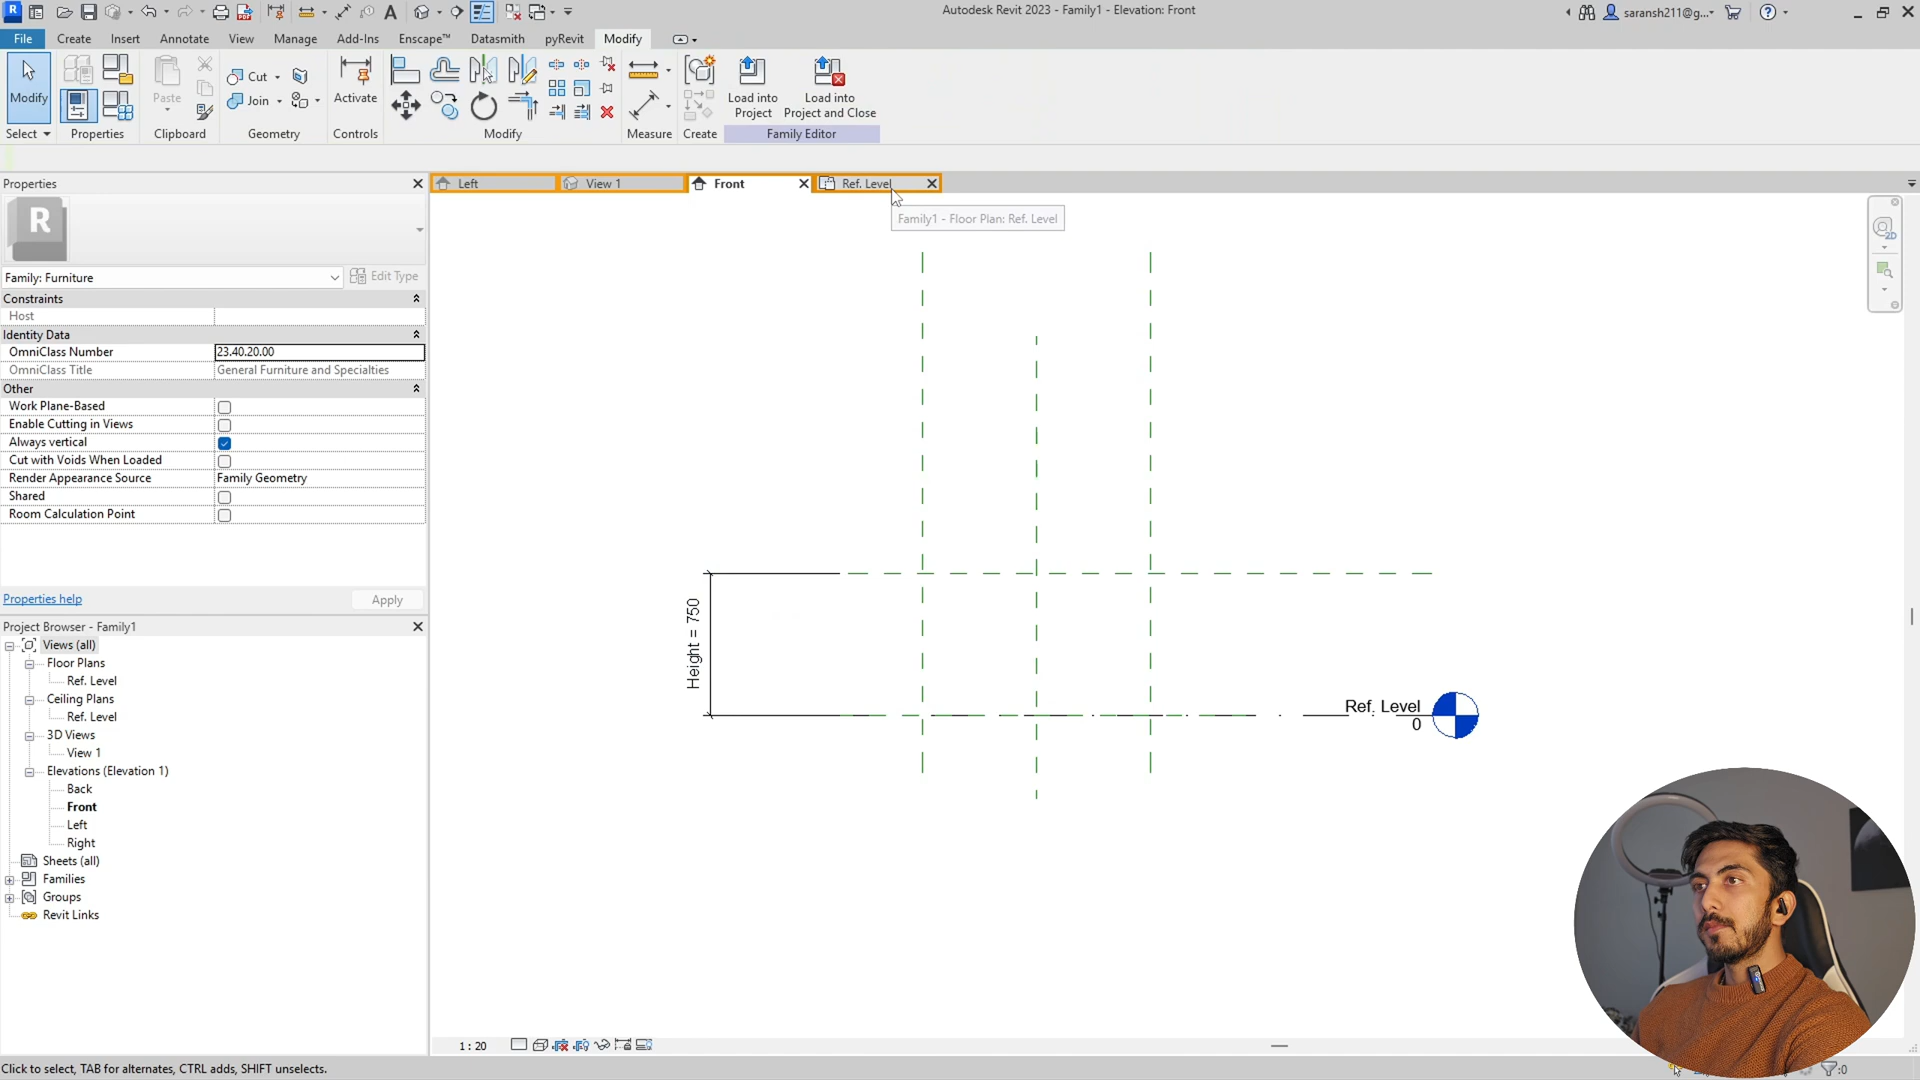 Autodesk Revit 2023 - Family1 - Elevation: Front
saransh211@g...
File
Create
Insert
Annotate
View
Manage
Add-Ins
Enscape™
Datasmith
pyRevit
Modify
Modify
Paste
Cut
Join
Activate
Load into
Project
Load into
Project and Close
Select
Properties
Clipboard
Geometry
Controls
Modify
Measure
Create
Family Editor
Properties
R
Family: Furniture
Edit Type
Constraints
Host
Identity Data
OmniClass Number
23.40.20.00
OmniClass Title
General Furniture and Specialties
Other
Work Plane-Based
Enable Cutting in Views
Always vertical
Cut with Voids When Loaded
Render Appearance Source
Family Geometry
Shared
Room Calculation Point
Properties help
Apply
Project Browser - Family1
Views (all)
Floor Plans
Ref. Level
Ceiling Plans
Ref. Level
3D Views
View 1
Elevations (Elevation 1)
Back
Front
Left
Right
Sheets (all)
Families
Groups
Revit Links
Left
View 1
Front
Ref. Level
Family1 - Floor Plan: Ref. Level
2D
Height = 750
Ref. Level
0
1 : 20
Click to select, TAB for alternates, CTRL adds, SHIFT unselects.
:0